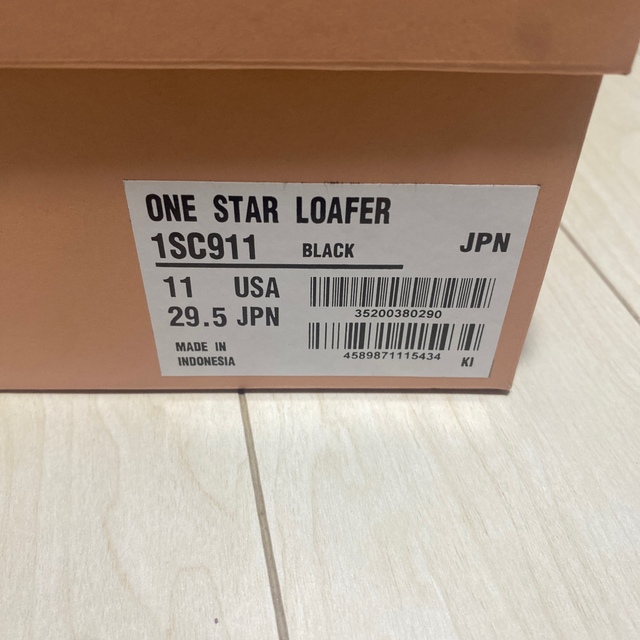 ONE STAR LOAFER
1SC911 BLACK JPN
11 USA
35200380290
29.5 JPN
MADE IN
INDONESIA
4589871115434 KI